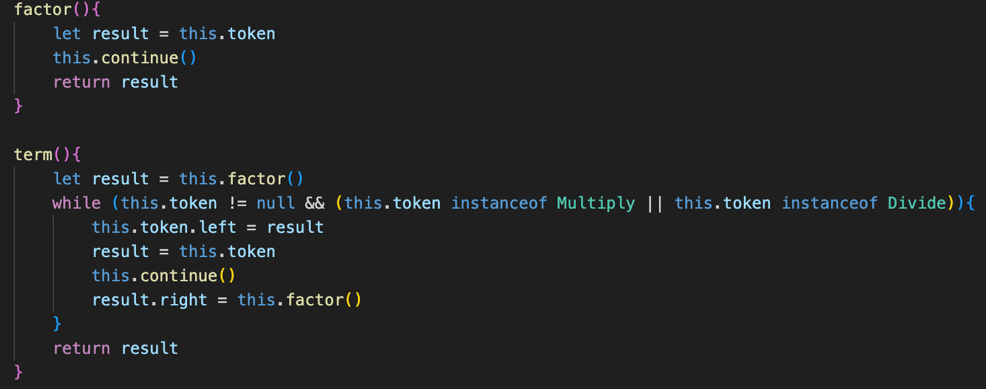 factor(){
    let result = this.token
    this.continue()
    return result
}

term(){
    let result = this.factor()
    while (this.token != null && (this.token instanceof Multiply || this.token instanceof Divide)){
        this.token.left = result
        result = this.token
        this.continue()
        result.right = this.factor()
    }
    return result
}